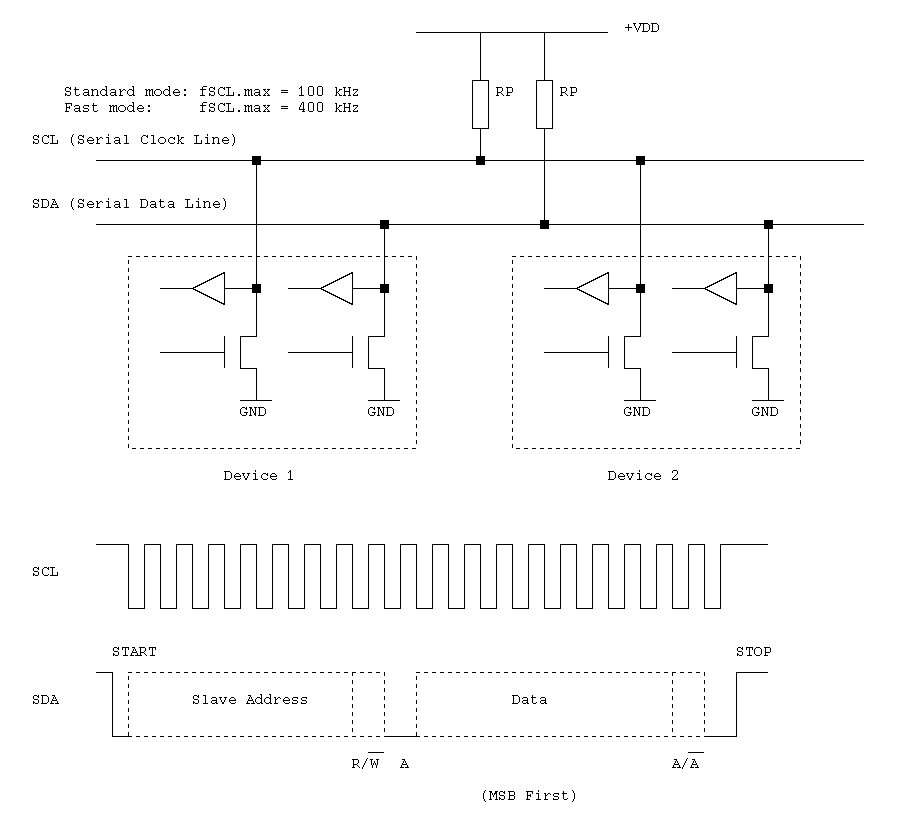 +VDD
Standard mode: fSCL.max = 100 kHz
RP
RP
Fast mode: fSCL.max = 400 kHz
SCL (Serial Clock Line)
SDA (Serial Data Line)
GND
GND
GND
GND
Device 1
Device 2
SCL
START
STOP
SDA
Slave Address
Data
R/W̅
A
A/A̅
(MSB First)